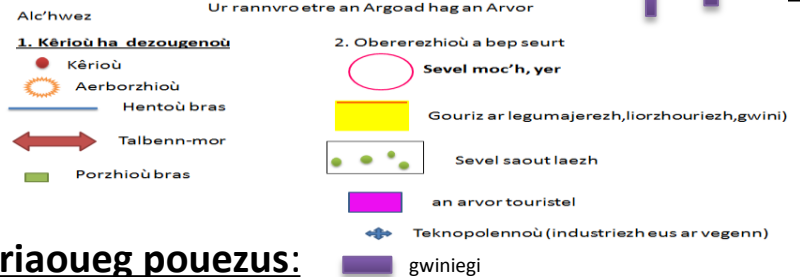 Ur rannvro etre an Argoad hag an Arvor
Alc'hwez
1. Kêrioù ha dezougenoù
Kêrioù
Aerborzhioù
Hentoù bras
Talbenn-mor
Porzhioù bras
2. Obererezhioù a bep seurt
Sevel moc'h, yer
Gouriz ar legumajerezh,liorzhouriezh,gwini)
Sevel saout laezh
an arvor touristel
Teknopolennoù (industriezh eus ar vegenn)
gwiniegi
riaoueg pouezus: